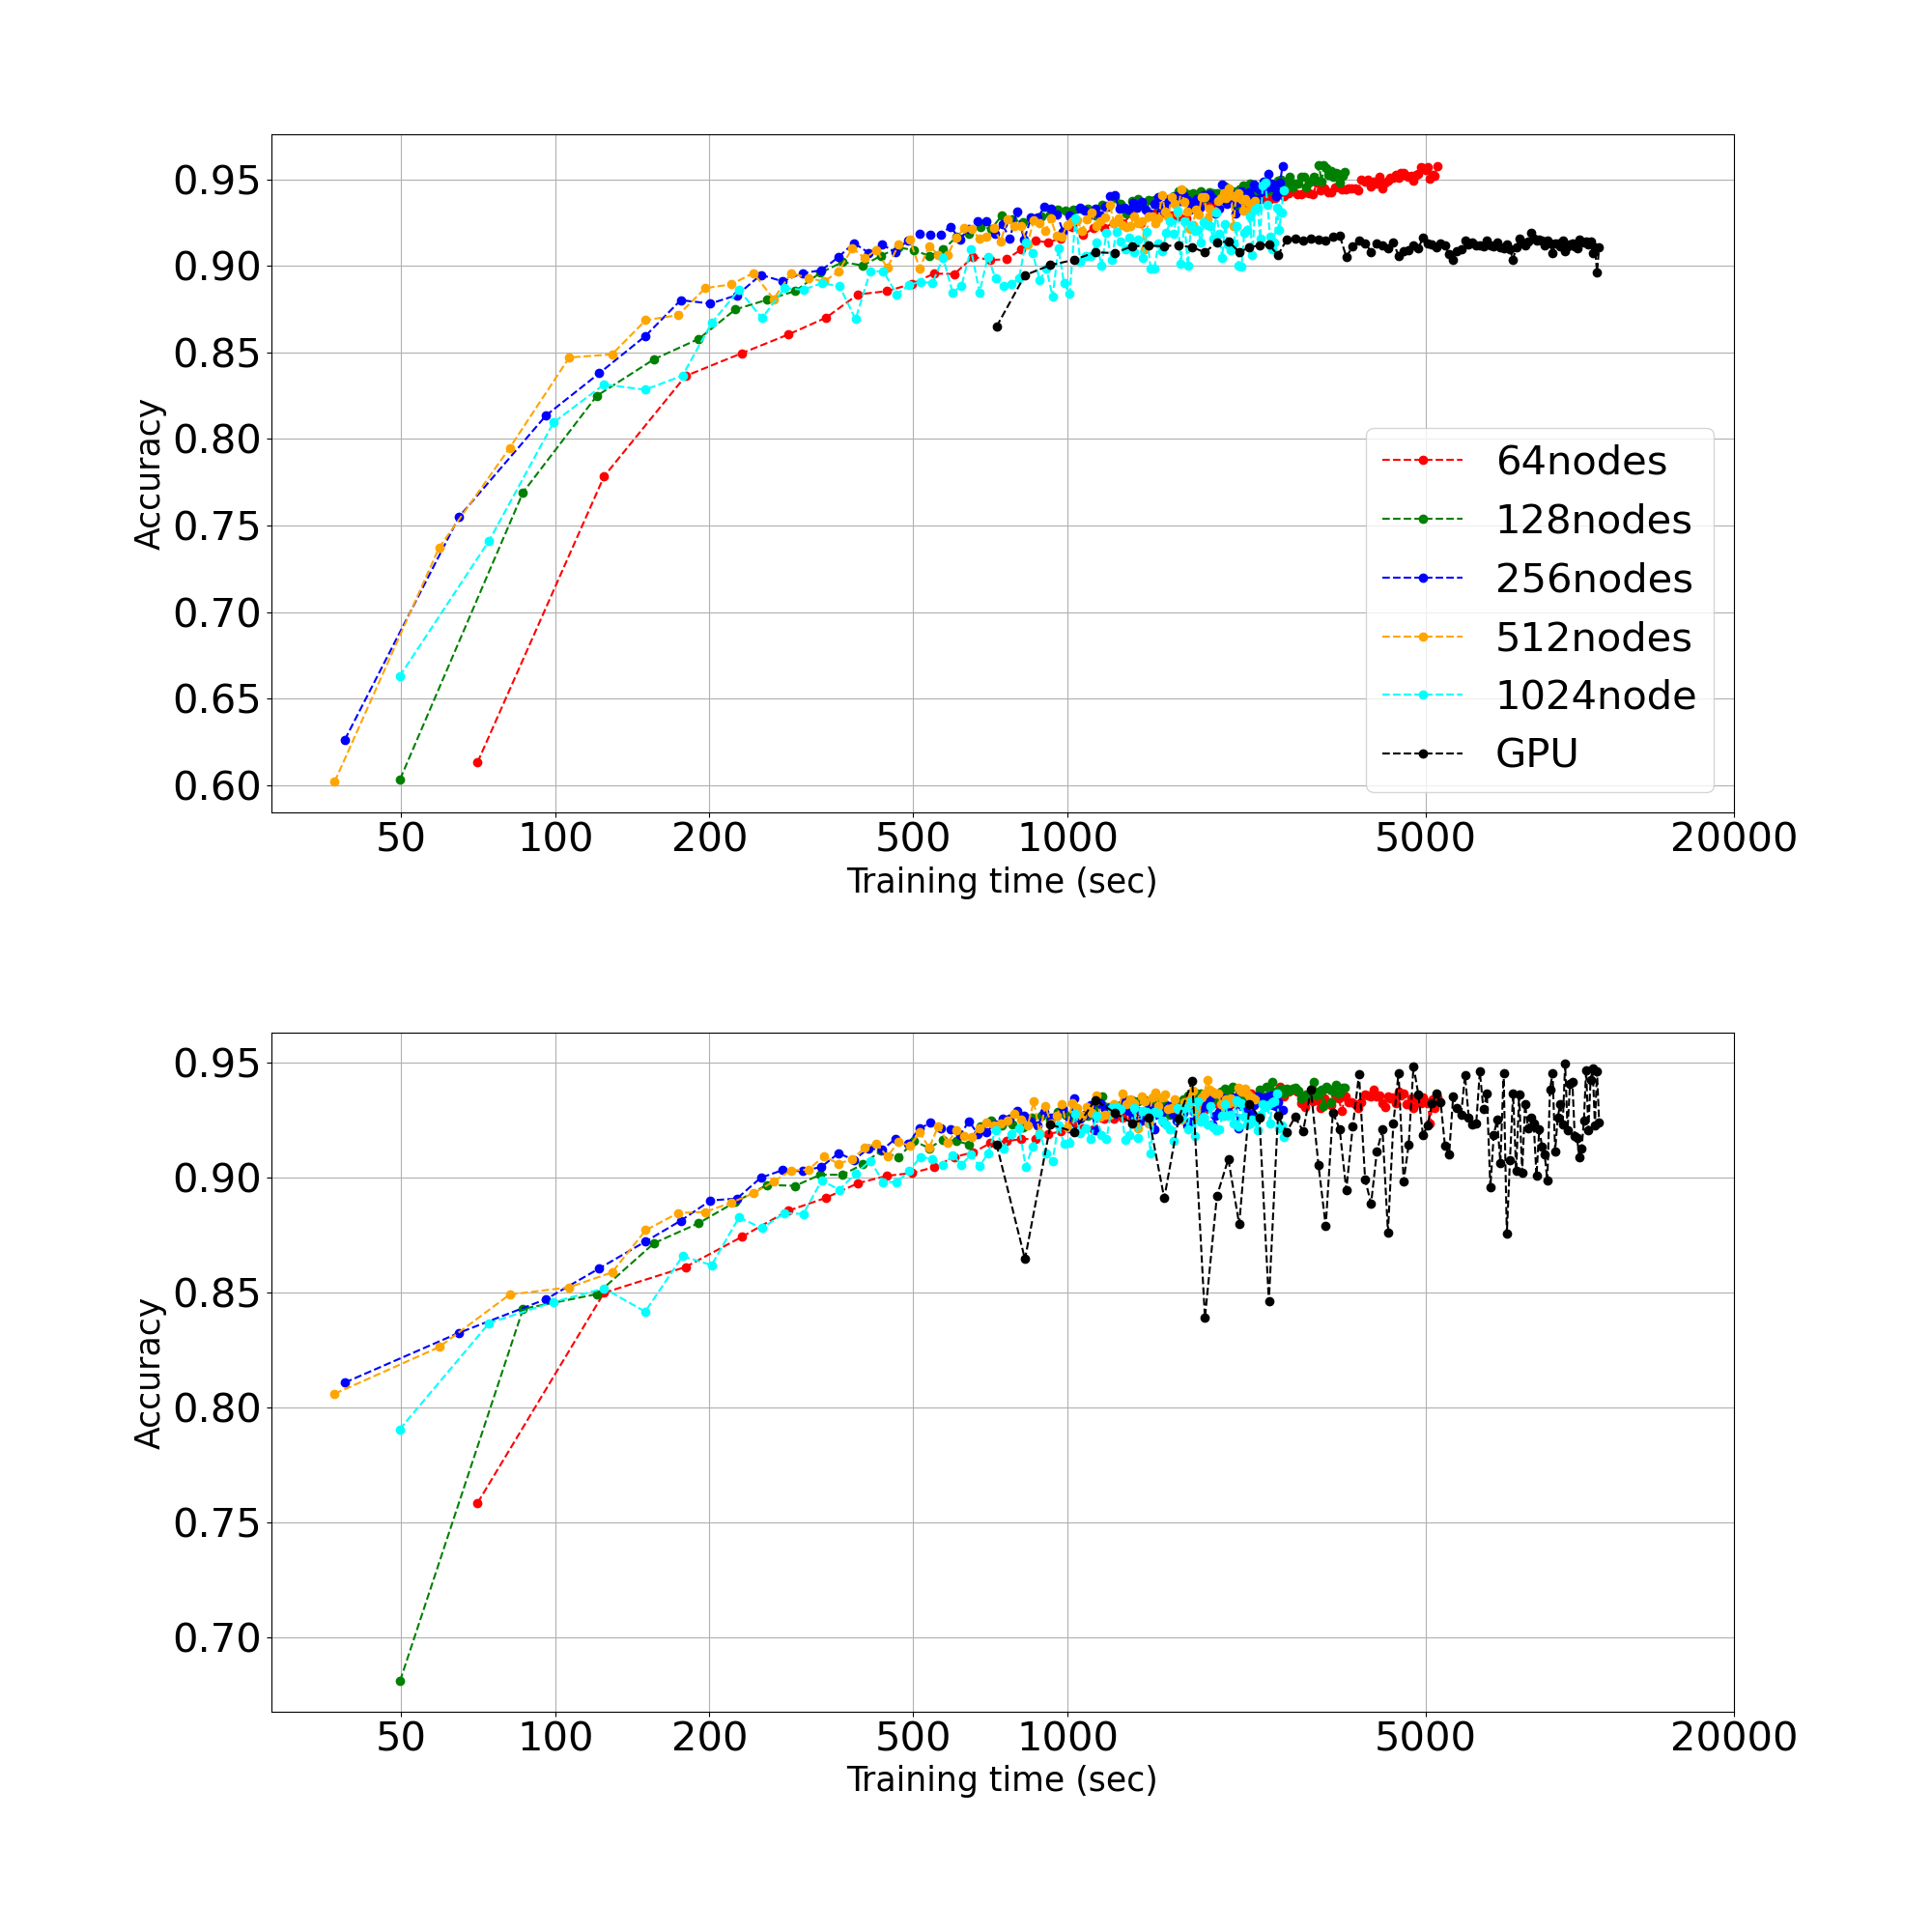 0.95
0.90
0.85
0.80
0.75
0.70
0.65
0.60
Accuracy
64nodes
128nodes
256nodes
512nodes
1024node
GPU
50 100 200 500 1000 5000 20000
Training time (sec)
0.95
0.90
0.85
0.80
0.75
0.70
Accuracy
50 100 200 500 1000 5000 20000
Training time (sec)